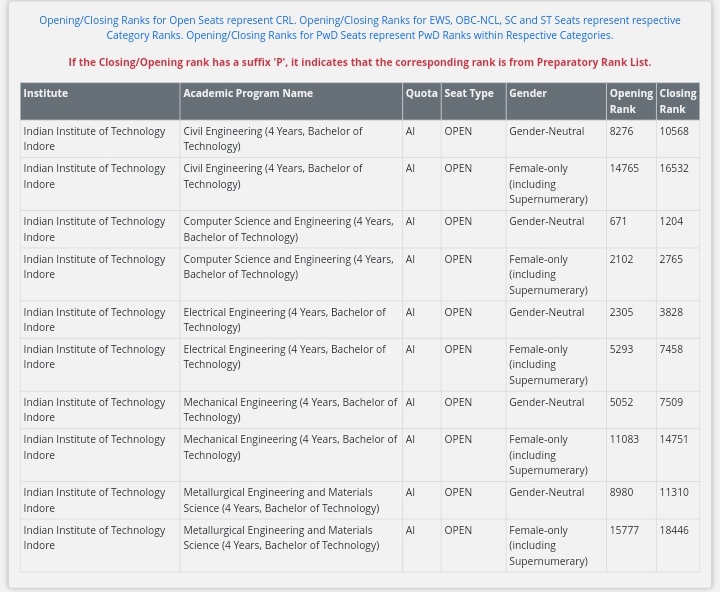 Opening/Closing Ranks for Open Seats represent CRL. Opening/Closing Ranks for EWS, OBC-NCL, SC and ST Seats represent respective
Category Ranks. Opening/Closing Ranks for PwD Seats represent PwD Ranks within Respective Categories.
If the Closing/Opening rank has a suffix 'P', it indicates that the corresponding rank is from Preparatory Rank List.
Institute Academic Program Name Quota Seat Type Gender Opening Closing
Rank Rank
Indian Institute of Technology Civil Engineering (4 Years, Bachelor of AI OPEN Gender-Neutral 8276 10568
Indore Technology)
Indian Institute of Technology Civil Engineering (4 Years, Bachelor of AI OPEN Female-only 14765 16532
Indore Technology) (including
Supernumerary)
Indian Institute of Technology Computer Science and Engineering (4 Years, AI OPEN Gender-Neutral 671 1204
Indore Bachelor of Technology)
Indian Institute of Technology Computer Science and Engineering (4 Years, AI OPEN Female-only 2102 2765
Indore Bachelor of Technology) (including
Supernumerary)
Indian Institute of Technology Electrical Engineering (4 Years, Bachelor of AI OPEN Gender-Neutral 2305 3828
Indore Technology)
Indian Institute of Technology Electrical Engineering (4 Years, Bachelor of AI OPEN Female-only 5293 7458
Indore Technology) (including
Supernumerary)
Indian Institute of Technology Mechanical Engineering (4 Years, Bachelor of AI OPEN Gender-Neutral 5052 7509
Indore Technology)
Indian Institute of Technology Mechanical Engineering (4 Years, Bachelor of AI OPEN Female-only 11083 14751
Indore Technology) (including
Supernumerary)
Indian Institute of Technology Metallurgical Engineering and Materials AI OPEN Gender-Neutral 8980 11310
Indore Science (4 Years, Bachelor of Technology)
Indian Institute of Technology Metallurgical Engineering and Materials AI OPEN Female-only 15777 18446
Indore Science (4 Years, Bachelor of Technology) (including
Supernumerary)